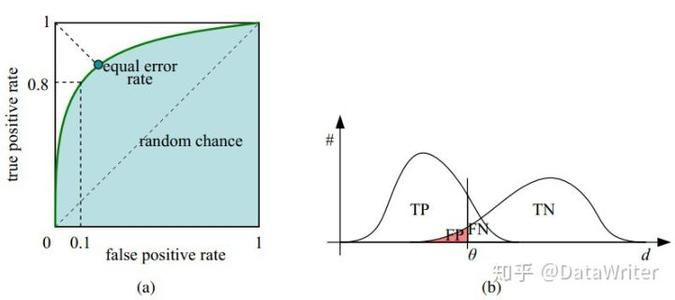 1
equal error
rate
0.8
true positive rate
random chance
0
0.1
1
false positive rate
(a)
#
TP
TN
FP
FN
θ
d
知乎 @DataWriter
(b)